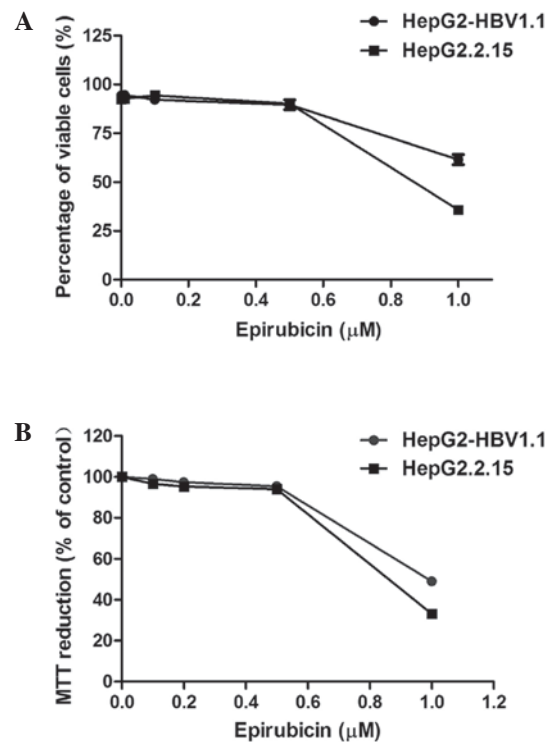 A
HepG2-HBV1.1
HepG2.2.15
Percentage of viable cells (%)
125
100
75
50
25
0
0.0 0.2 0.4 0.6 0.8 1.0
Epirubicin (μM)
B
HepG2-HBV1.1
HepG2.2.15
MTT reduction (% of control）
120
100
80
60
40
20
0
0.0 0.2 0.4 0.6 0.8 1.0 1.2
Epirubicin (μM)